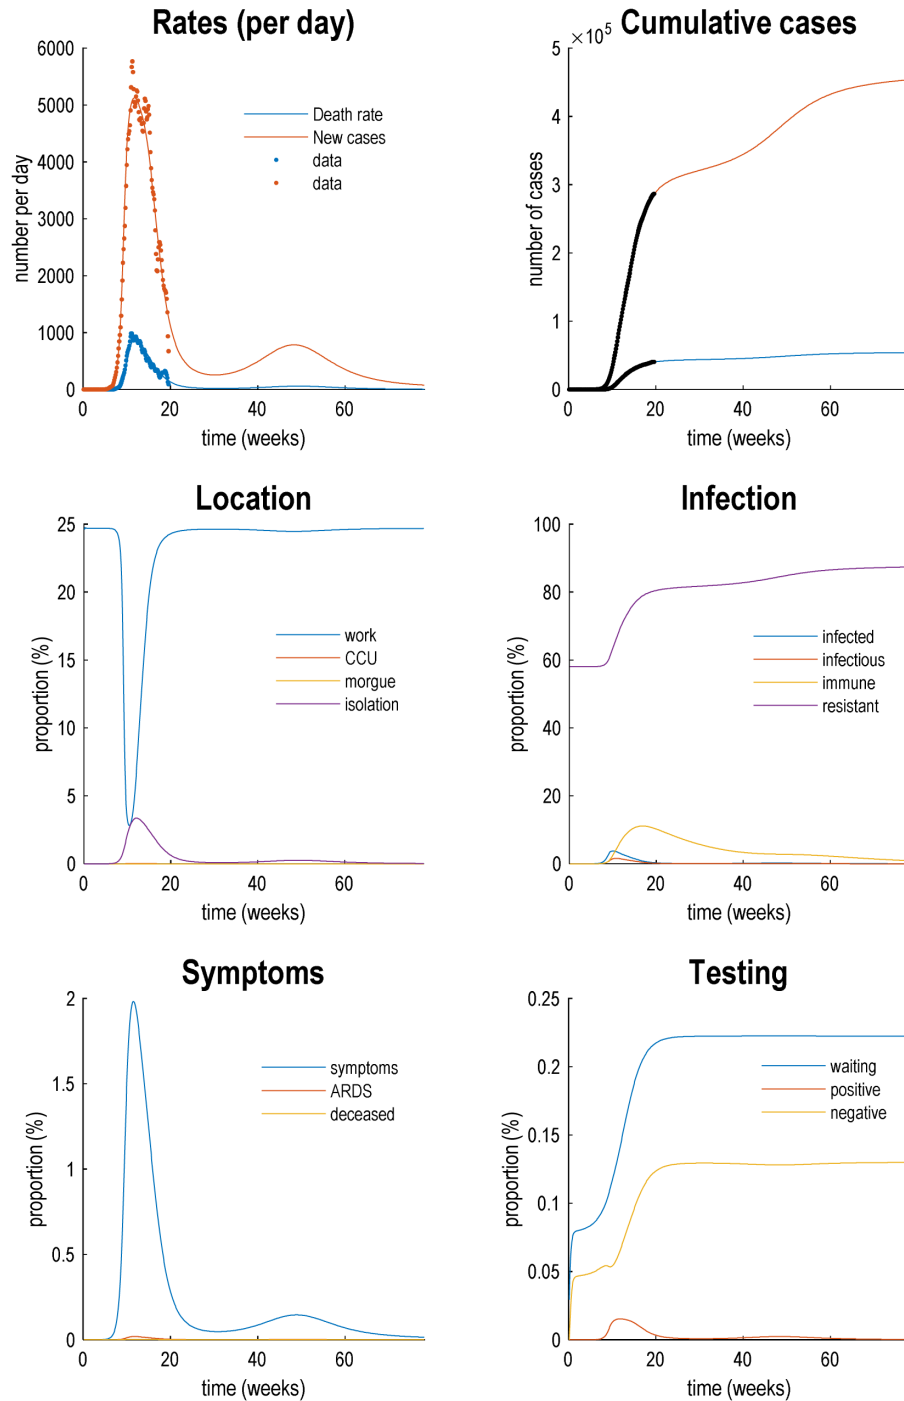 Rates (per day)
6000
5000
4000
3000
2000
1000
0
number per day
Death rate
New cases
data
data
0
20
40
60
time (weeks)
Cumulative cases
×10⁵
5
4
3
2
1
0
number of cases
0
20
40
60
time (weeks)
Location
25
20
15
10
5
0
proportion (%)
work
CCU
morgue
isolation
0
20
40
60
time (weeks)
Infection
100
80
60
40
20
0
proportion (%)
infected
infectious
immune
resistant
0
20
40
60
time (weeks)
Symptoms
2
1.5
1
0.5
0
proportion (%)
symptoms
ARDS
deceased
0
20
40
60
time (weeks)
Testing
0.25
0.2
0.15
0.1
0.05
0
proportion (%)
waiting
positive
negative
0
20
40
60
time (weeks)